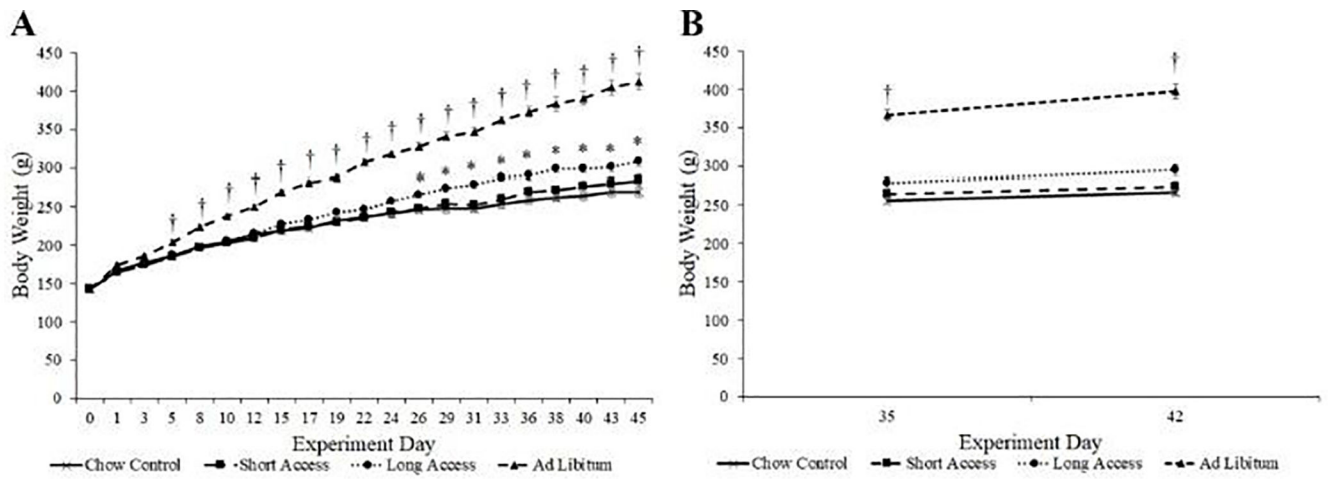 A
B
† † † † † † † † † † † † † † † † †
* * * * * * * * *
† †
450
400
350
300
250
200
150
100
50
0
Body Weight (g)
0 1 3 5 8 10 12 15 17 19 22 24 26 29 31 33 36 38 40 43 45
Experiment Day
Chow Control Short Access Long Access Ad Libitum
450
400
350
300
250
200
150
100
50
0
Body Weight (g)
35 42
Experiment Day
Chow Control Short Access Long Access Ad Libitum